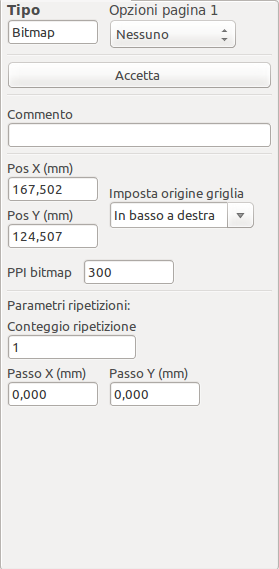 Tipo Opzioni pagina 1
Bitmap Nessuno
Accetta
Commento
Pos X (mm)
167,502 Imposta origine griglia
Pos Y (mm) In basso a destra
124,507
PPI bitmap 300
Parametri ripetizioni:
Conteggio ripetizione
1
Passo X (mm) Passo Y (mm)
0,000 0,000